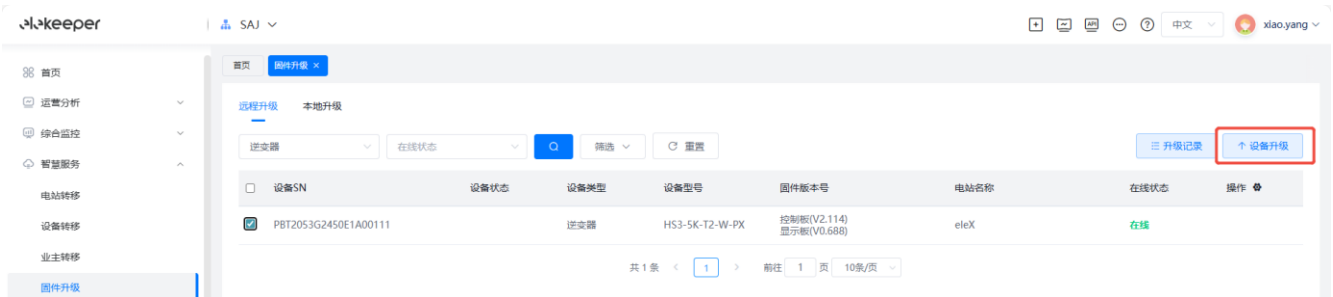 elekeeper
SAJ
API
中文
xiao.yang
首页
运营分析
综合监控
智慧服务
电站转移
设备转移
业主转移
固件升级
首页 固件升级 ×
远程升级 本地升级
逆变器 在线状态 筛选 重置 升级记录 设备升级
设备SN 设备状态 设备类型 设备型号 固件版本号 电站名称 在线状态 操作
PBT2053G2450E1A00111 逆变器 HS3-5K-T2-W-PX 控制板(V2.114) eleX 在线
显示板(V0.688)
共1条 < 1 > 前往 1 页 10条/页